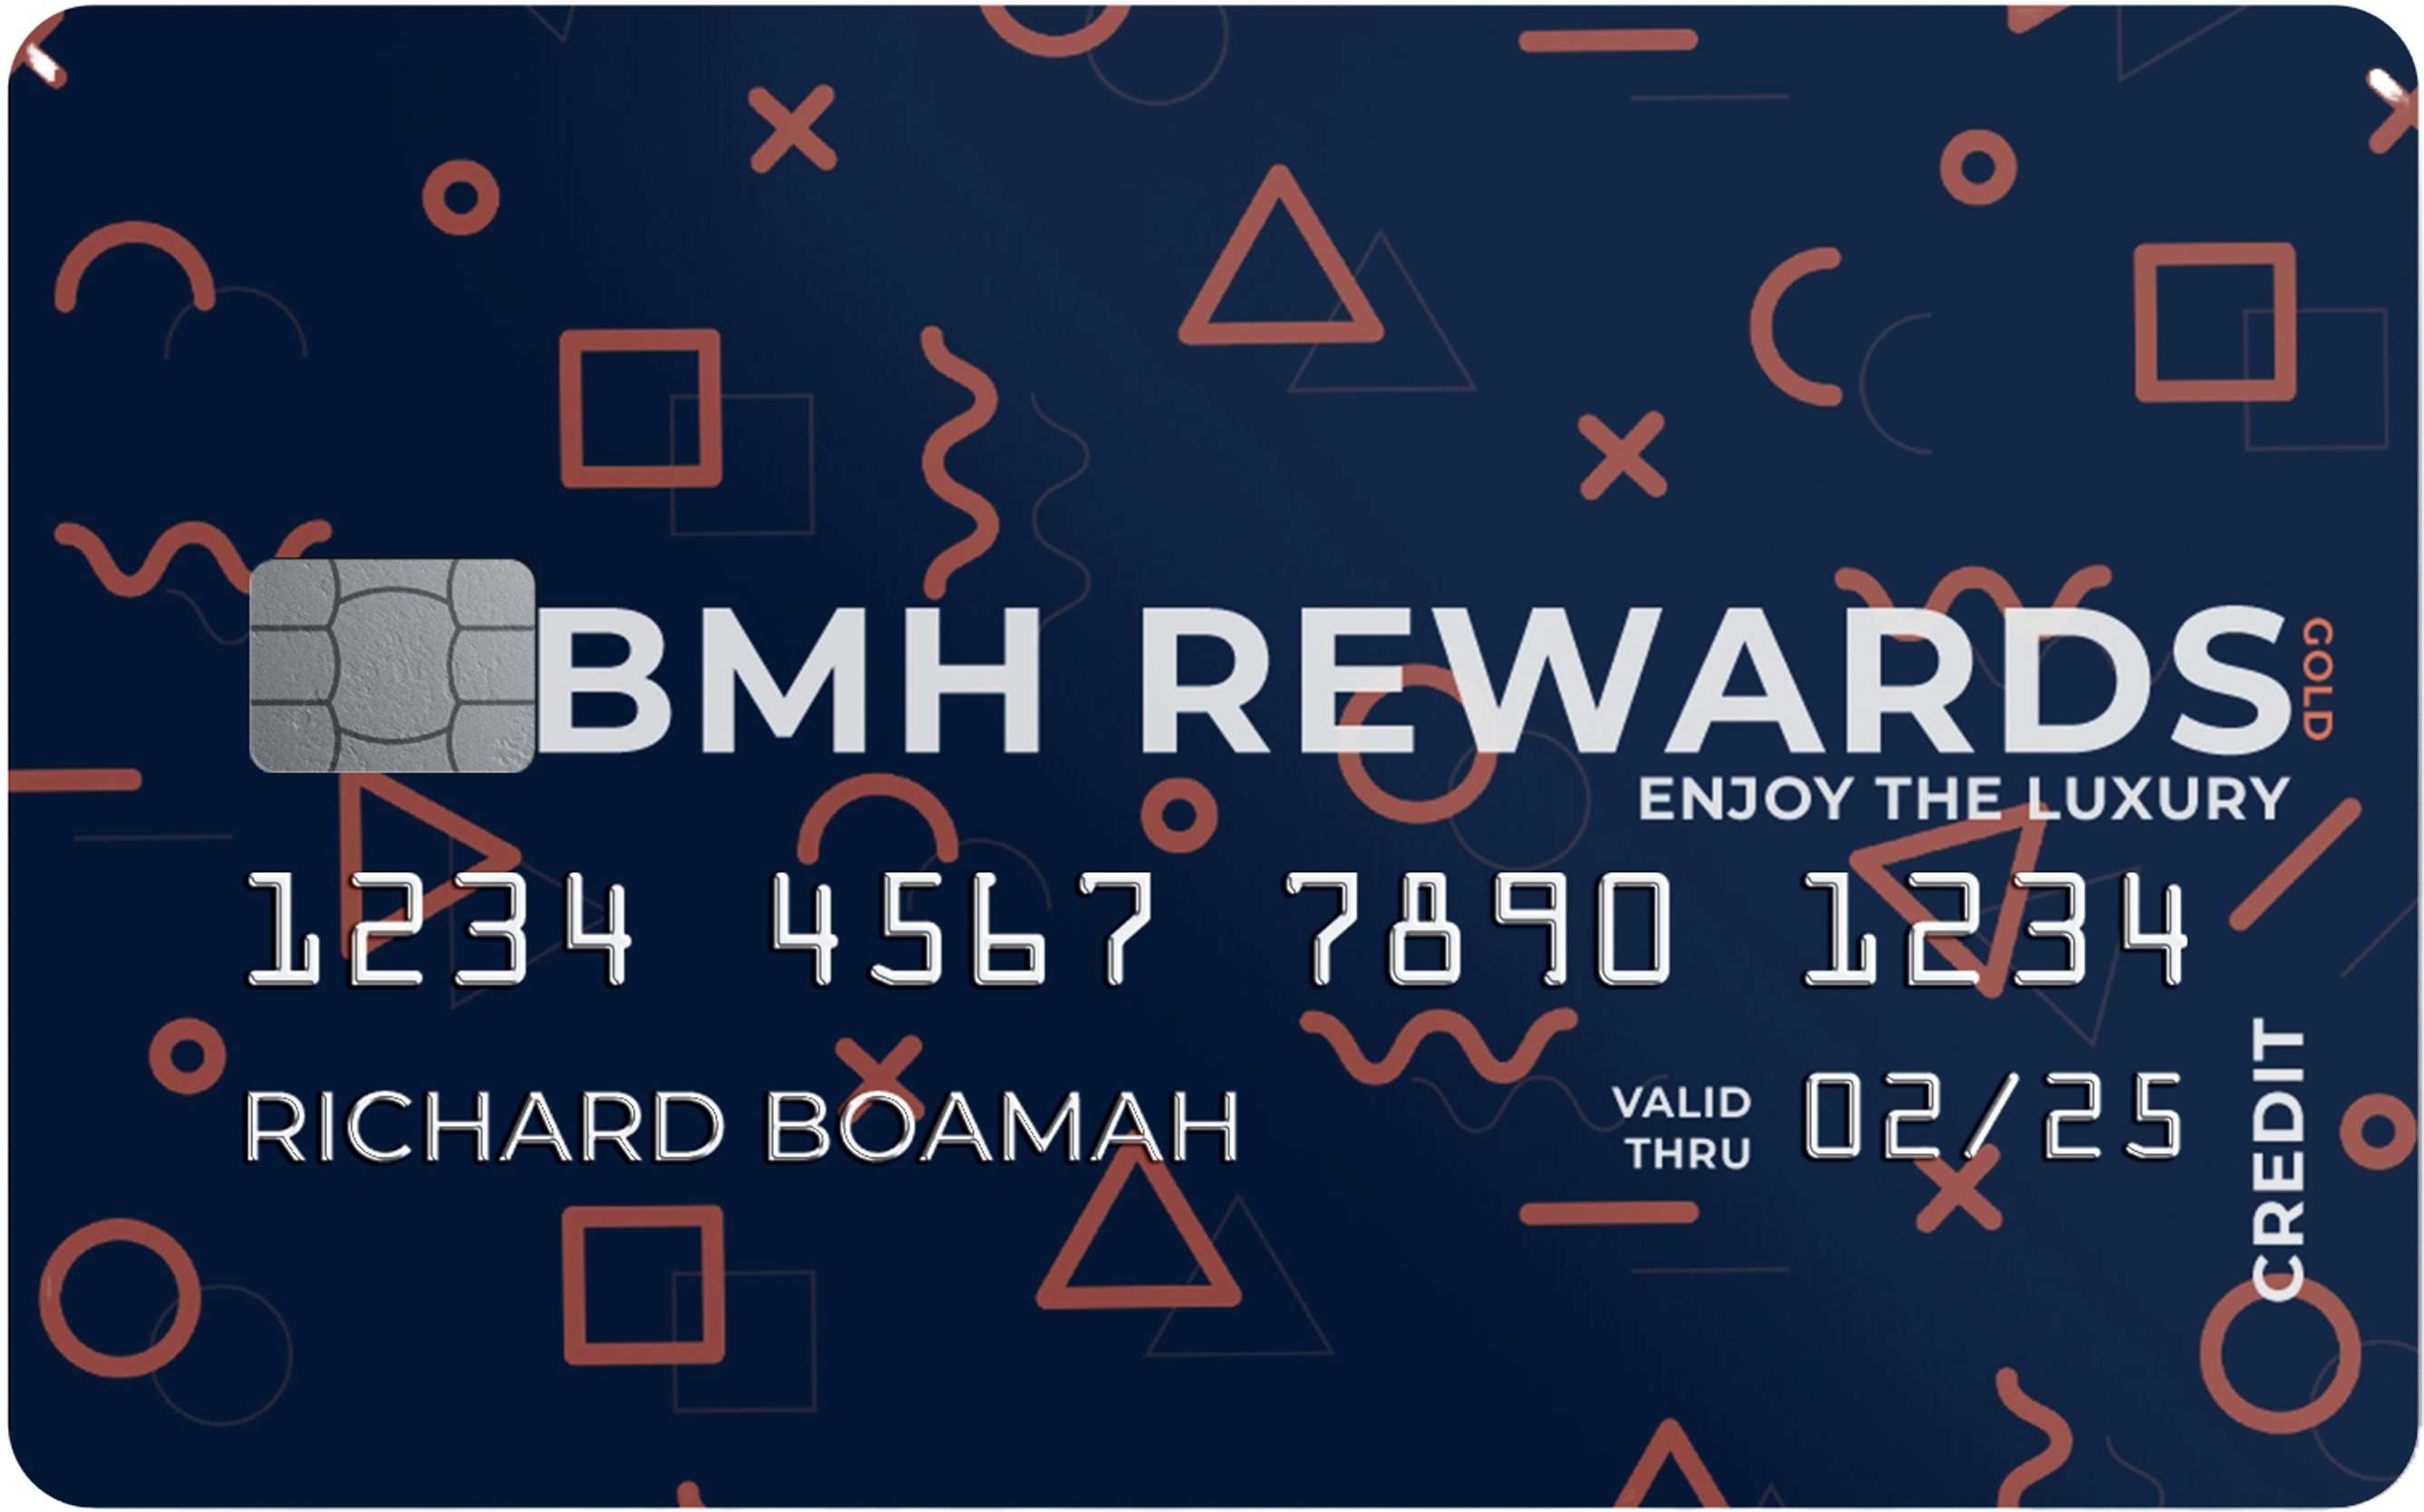 BMH REWARDS
GOLD
ENJOY THE LUXURY
1234 4567 7890 1234
RICHARD BOAMAH
VALID
THRU
02/25
CREDIT